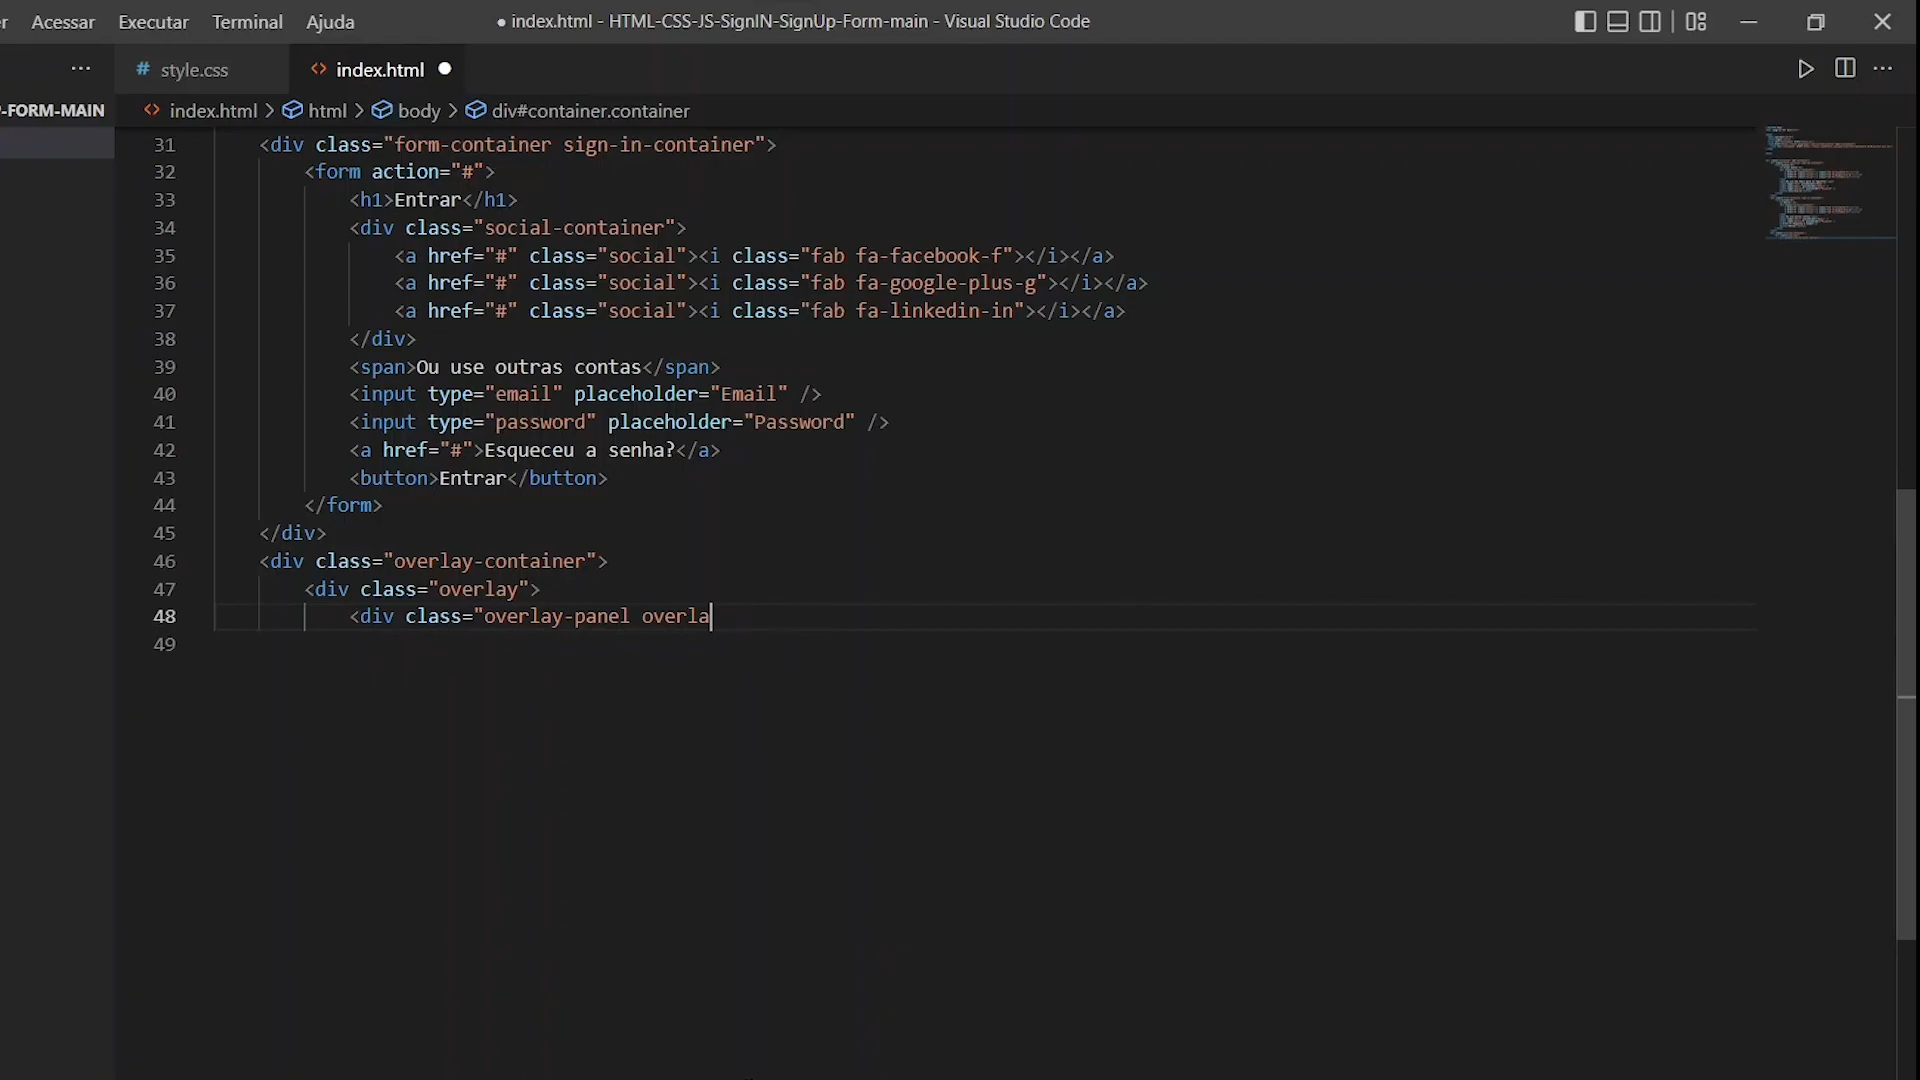 r Acessar Executar Terminal Ajuda ● index.html - HTML-CSS-JS-SignIN-SignUp-Form-main - Visual Studio Code
··· # style.css <> index.html ●
P-FORM-MAIN <> index.html > html > body > div#container.container
31 <div class="form-container sign-in-container">
32 <form action="#">
33 <h1>Entrar</h1>
34 <div class="social-container">
35 <a href="#" class="social"><i class="fab fa-facebook-f"></i></a>
36 <a href="#" class="social"><i class="fab fa-google-plus-g"></i></a>
37 <a href="#" class="social"><i class="fab fa-linkedin-in"></i></a>
38 </div>
39 <span>Ou use outras contas</span>
40 <input type="email" placeholder="Email" />
41 <input type="password" placeholder="Password" />
42 <a href="#">Esqueceu a senha?</a>
43 <button>Entrar</button>
44 </form>
45 </div>
46 <div class="overlay-container">
47 <div class="overlay">
48 <div class="overlay-panel overla
49